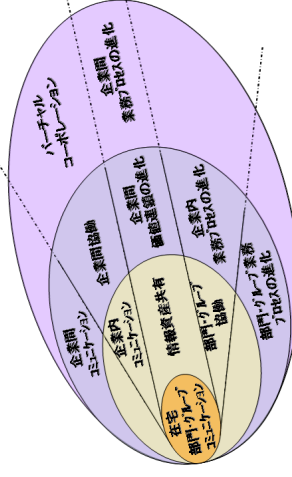 バーチャル
コーポレーション
企業間
業務プロセスの進化
企業間協働
企業間
価値連鎖の進化
企業内
業務プロセスの進化
企業間
コミュニケーション
企業内
コミュニケーション
情報資産共有
部門・グループ
協働
部門・グループ業務
プロセスの進化
在宅
部門・グループ
コミュニケーション